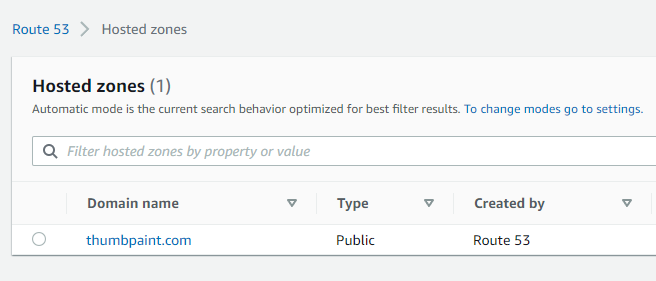 Route 53 > Hosted zones
Hosted zones (1)
Automatic mode is the current search behavior optimized for best filter results. To change modes go to settings.
Filter hosted zones by property or value
Domain name Type Created by
thumbpaint.com Public Route 53